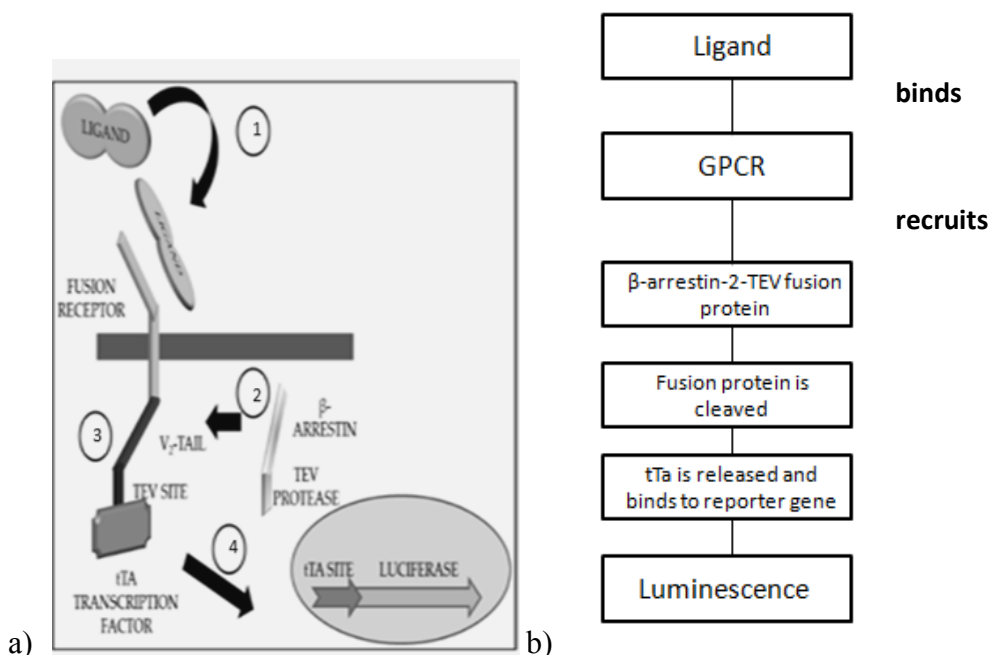 LIGAND
1
LIGAND
FUSION
RECEPTOR
2
β-
ARRESTIN
3
V₂-TAIL
TEV SITE
TEV
PROTEASE
4
tTA
TRANSCRIPTION
FACTOR
tTA SITE LUCIFERASE
a)
Ligand
binds
GPCR
recruits
β-arrestin-2-TEV fusion
protein
Fusion protein is
cleaved
tTa is released and
binds to reporter gene
Luminescence
b)